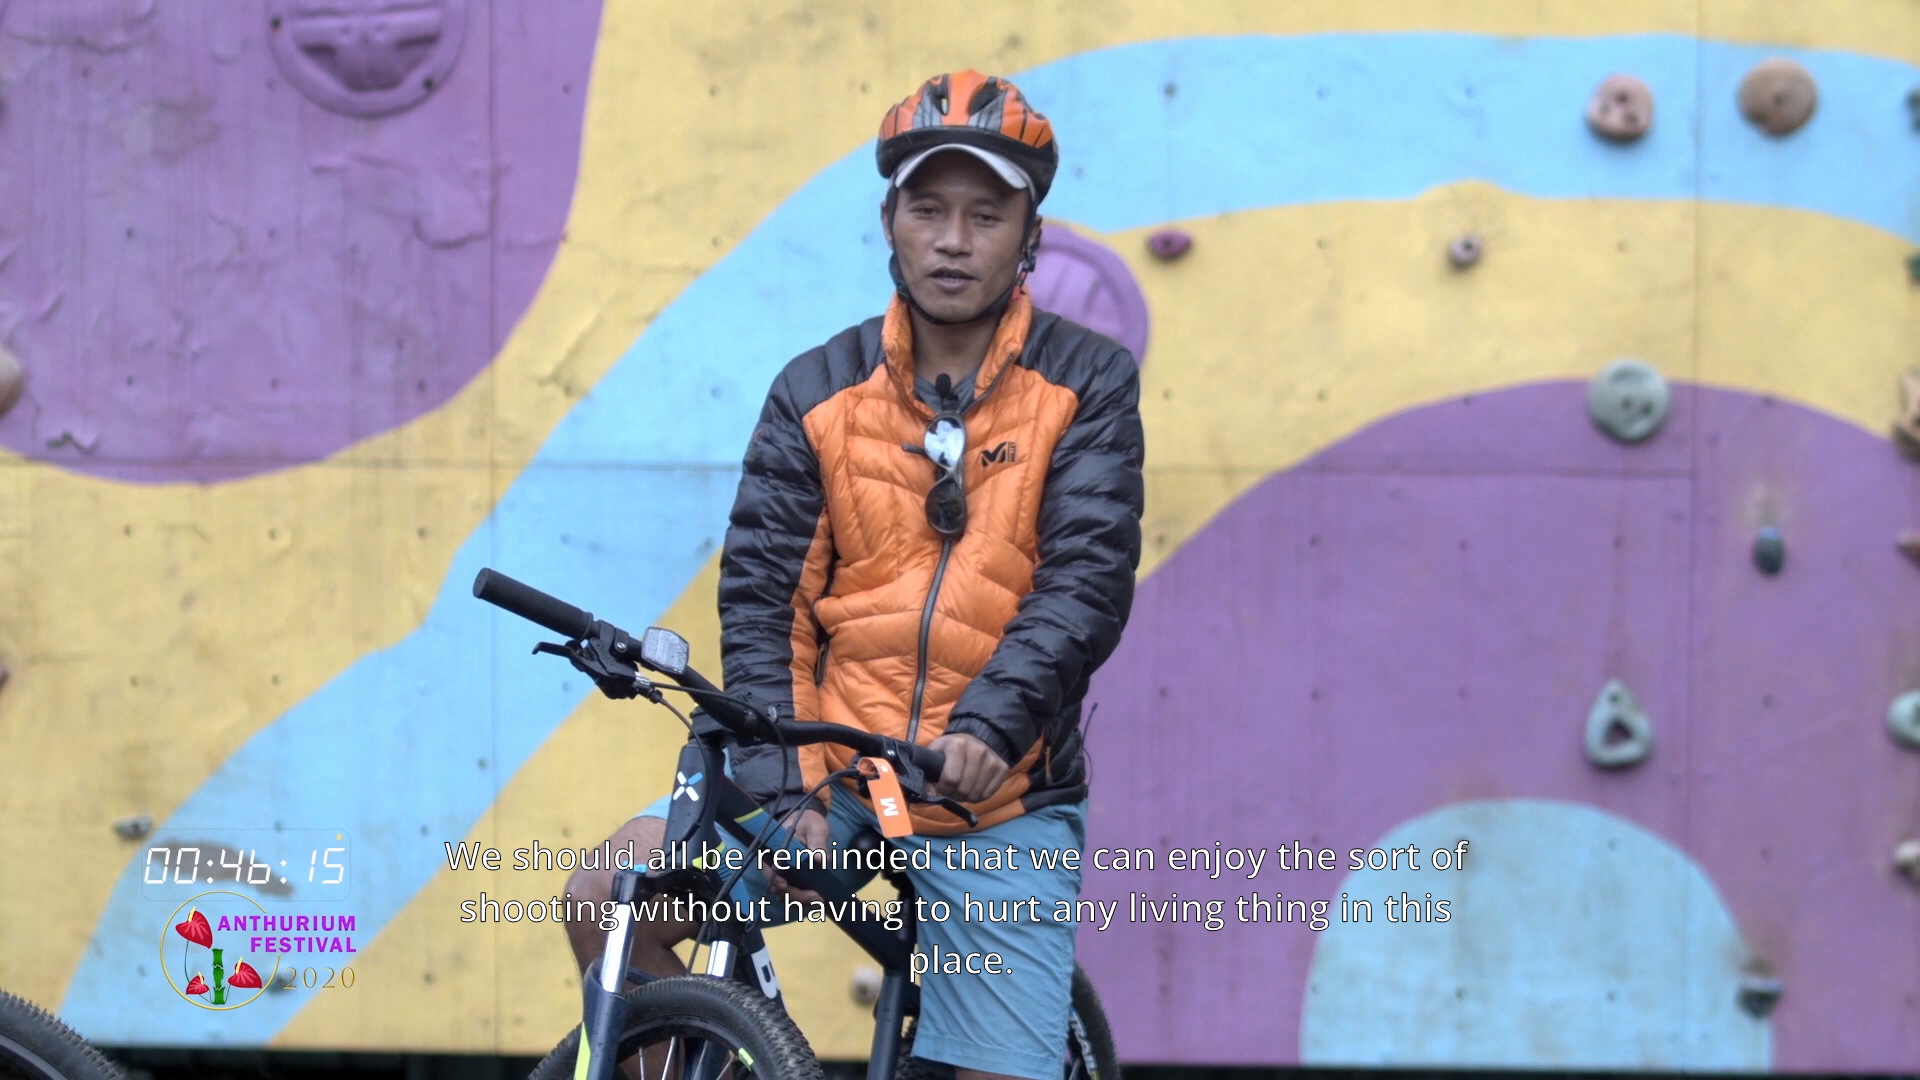 00:46:15
ANTHURIUM
FESTIVAL
2020
M
We should all be reminded that we can enjoy the sort of
shooting without having to hurt any living thing in this
place.